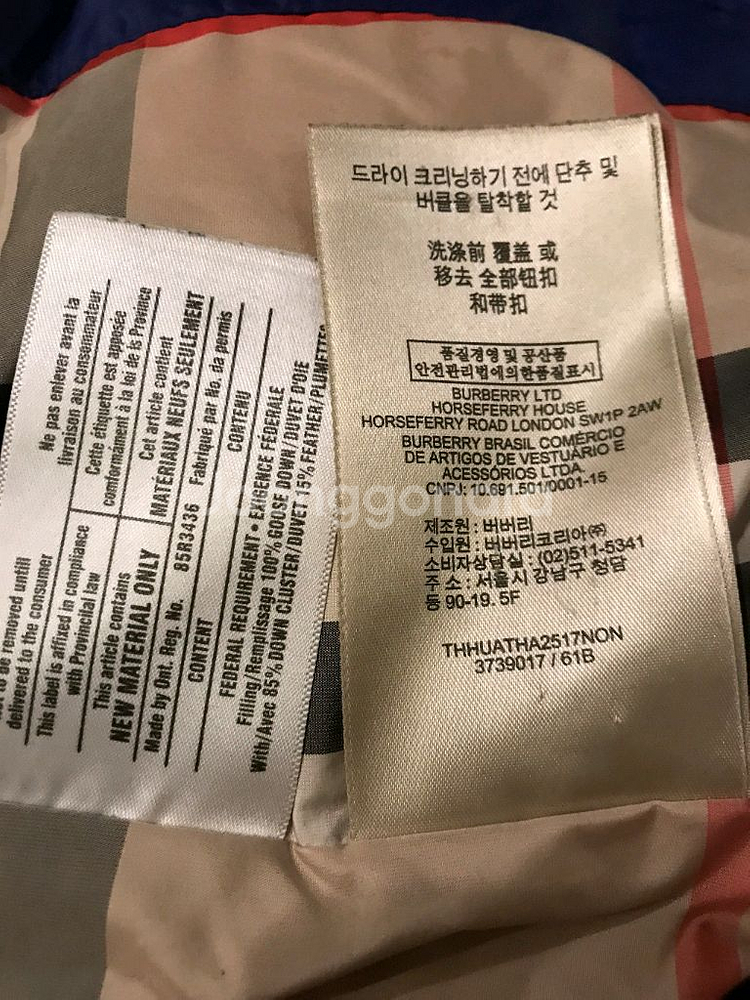 드라이 크리닝하기 전에 단추 및
버클을 탈착할 것
洗涤前 覆盖 或
移去 全部钮扣
和带扣
품질경영 및 공산품
안전관리법에의한품질표시
BURBERRY LTD
HORSEFERRY HOUSE
HORSEFERRY ROAD LONDON SW1P 2AW
BURBERRY BRASIL COMÉRCIO
DE ARTIGOS DE VESTUÁRIO E
ACESSÓRIOS LTDA.
CNPJ: 10.691.501/0001-15
제조원 : 버버리
수입원 : 버버리코리아㈜
소비자상담실 : (02)511-5341
주 소 : 서울시 강남구 청담
동 90-19. 5F
THHUATHA2517NON
3739017 / 61B
to be removed until
delivered to the consumer
Ne pas enlever avant la
livraison au consommateur
This label is affixed in compliance
with Provincial law
Cette étiquette est apposée
comformámént à la loi de is Province
This article contains
NEW MATERIAL ONLY
Cet article contient
MATÉRIAUX NEUFS SEULEMENT
Made by Ont. Reg. No. 85R3436 Fabriqué par No. da permis
CONTENT CONTENU
FEDERAL REQUIREMENT • EXIGENCE FÉDERALE
Filling/Remplissage 100% GOOSE DOWN/DUVET D'OIE
With/Avec 85% DOWN CLUSTER/DUVET 15% FEATHER/PLUMETTES